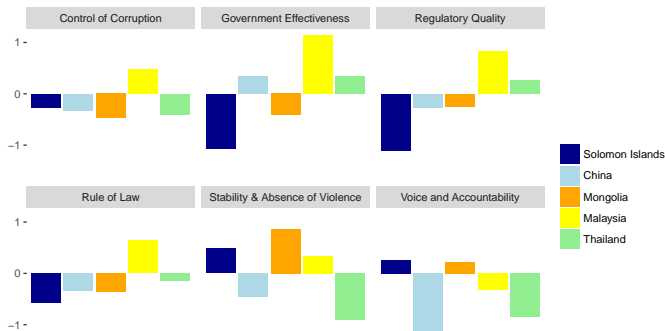 Control of Corruption
Government Effectiveness
Regulatory Quality
1
0
−1
Rule of Law
Stability & Absence of Violence
Voice and Accountability
1
0
−1
Solomon Islands
China
Mongolia
Malaysia
Thailand